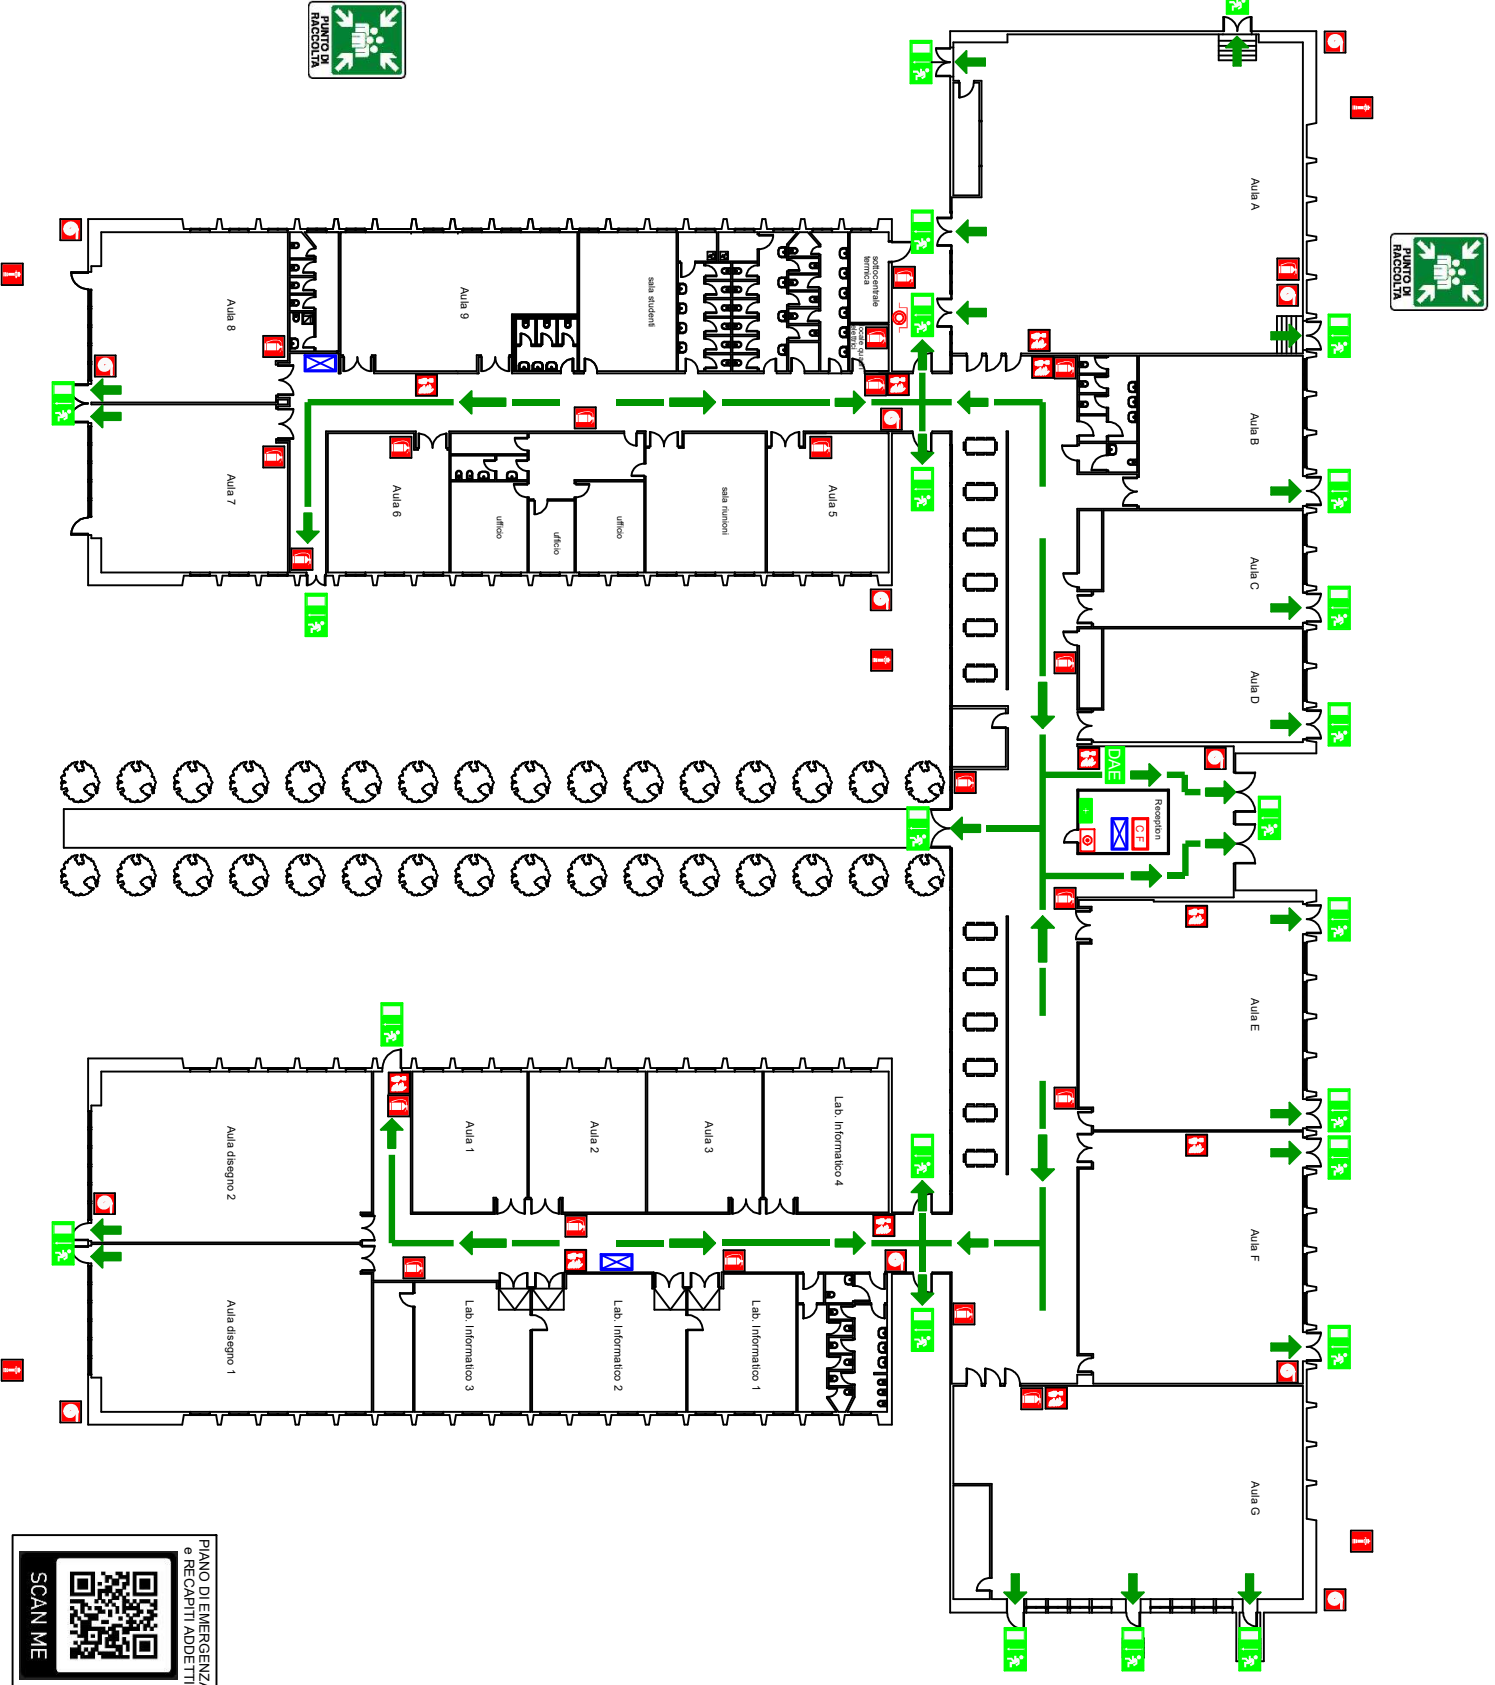 PUNTO DI
RACCOLTA
PUNTO DI
RACCOLTA
Aula A
Aula B
Aula C
Aula D
DAE
Reception
C F
+
Aula E
Aula F
Aula G
sottocentrale
termica
sala studenti
Aula 9
Aula 8
Aula 7
Aula 6
ufficio
ufficio
ufficio
sala riunioni
Aula 5
Lab. Informatico 4
Aula 3
Aula 2
Aula 1
Aula disegno 2
Aula disegno 1
Lab. Informatico 3
Lab. Informatico 2
Lab. Informatico 1
PIANO DI EMERGENZA
e RECAPITI ADDETTI
SCAN ME